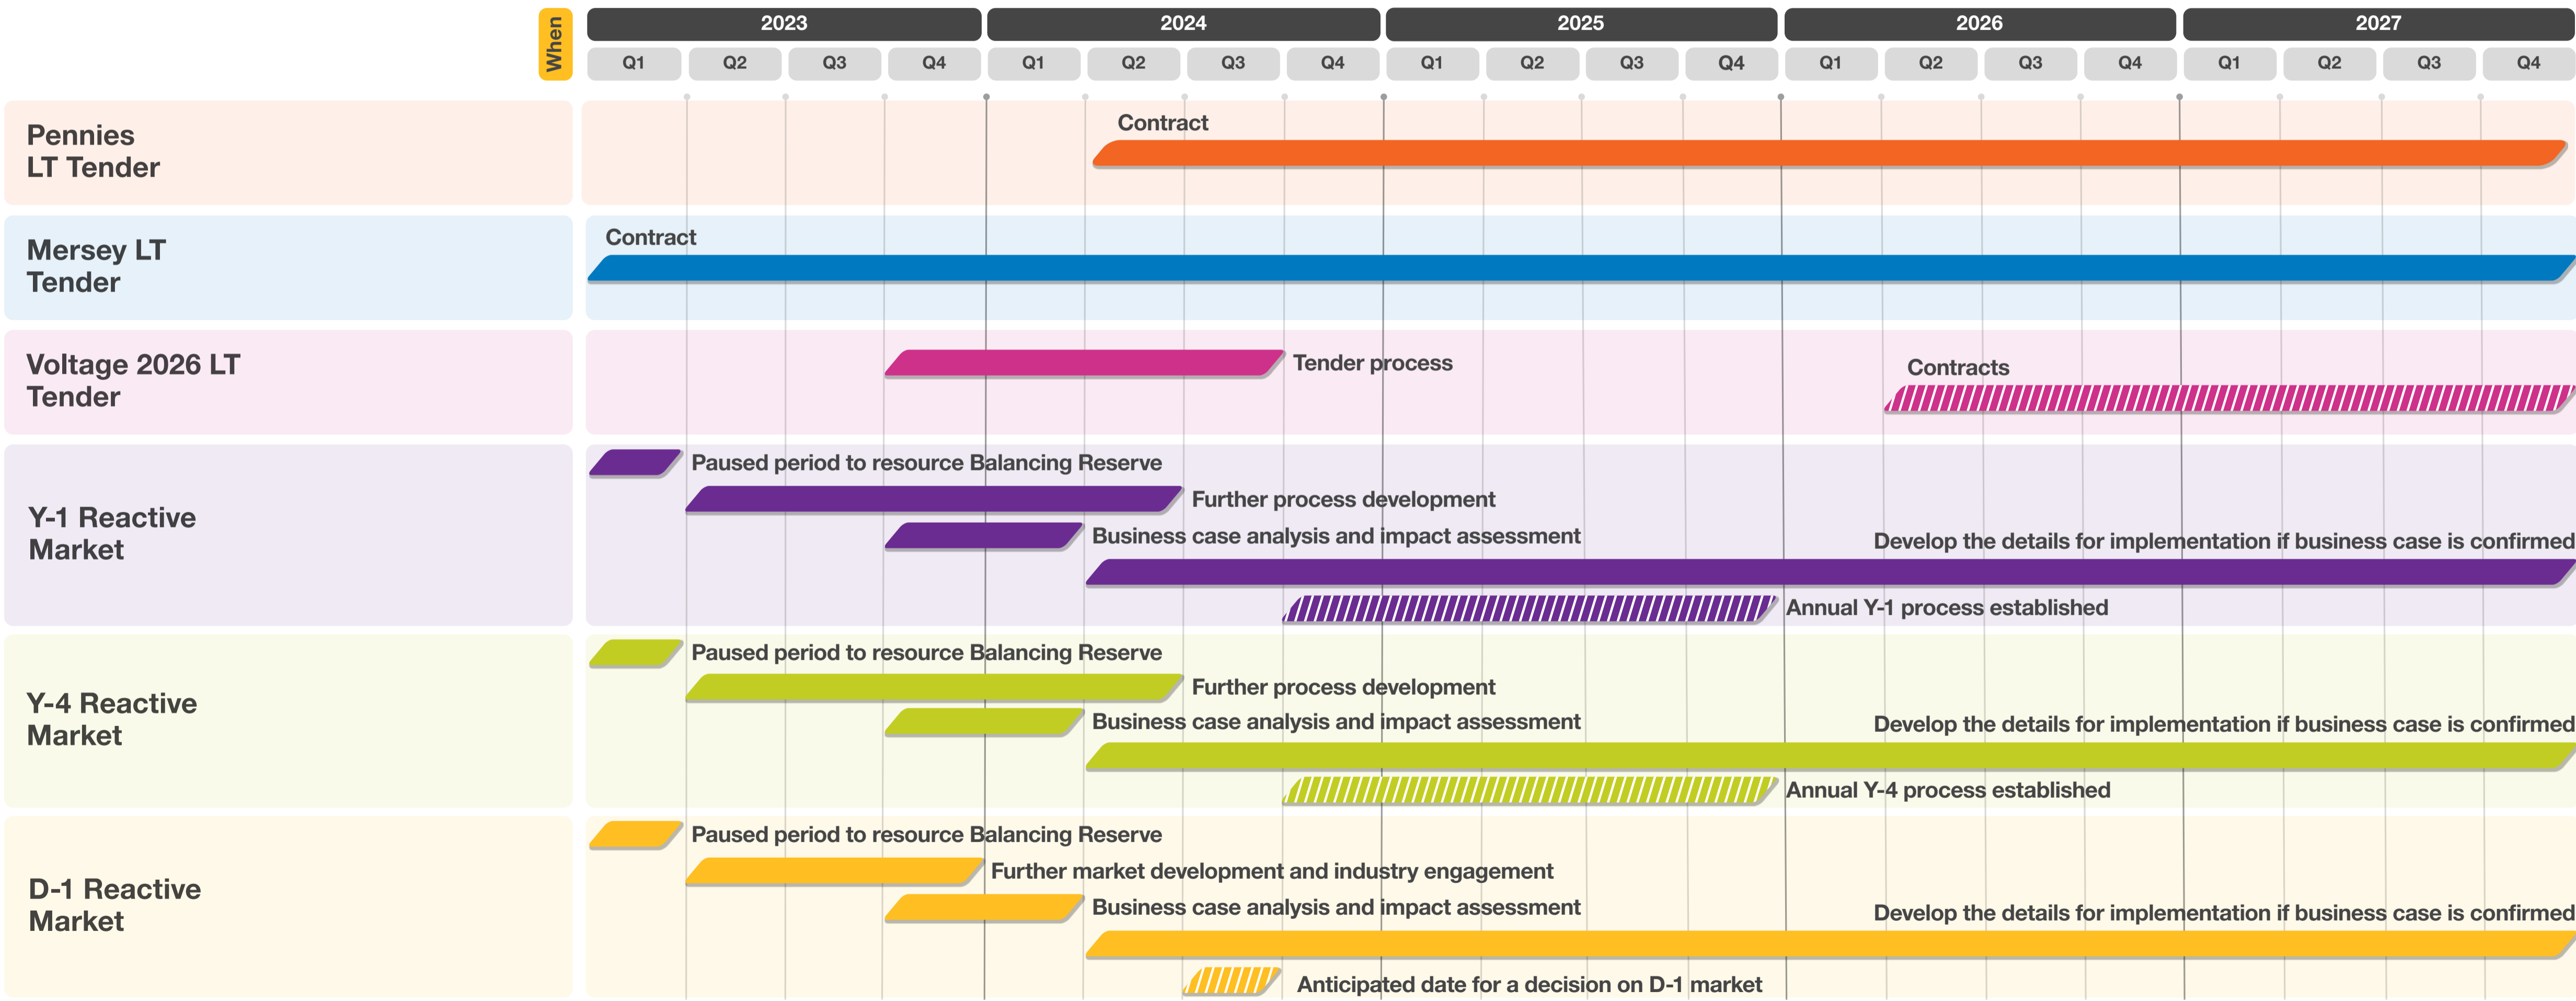 When
2023 2024 2025 2026 2027
Q1 Q2 Q3 Q4 Q1 Q2 Q3 Q4 Q1 Q2 Q3 Q4 Q1 Q2 Q3 Q4 Q1 Q2 Q3 Q4
Pennies
LT Tender
Contract
Mersey LT
Tender
Contract
Voltage 2026 LT
Tender
Tender process
Contracts
Y-1 Reactive
Market
Paused period to resource Balancing Reserve
Further process development
Business case analysis and impact assessment
Develop the details for implementation if business case is confirmed
Annual Y-1 process established
Y-4 Reactive
Market
Paused period to resource Balancing Reserve
Further process development
Business case analysis and impact assessment
Develop the details for implementation if business case is confirmed
Annual Y-4 process established
D-1 Reactive
Market
Paused period to resource Balancing Reserve
Further market development and industry engagement
Business case analysis and impact assessment
Develop the details for implementation if business case is confirmed
Anticipated date for a decision on D-1 market